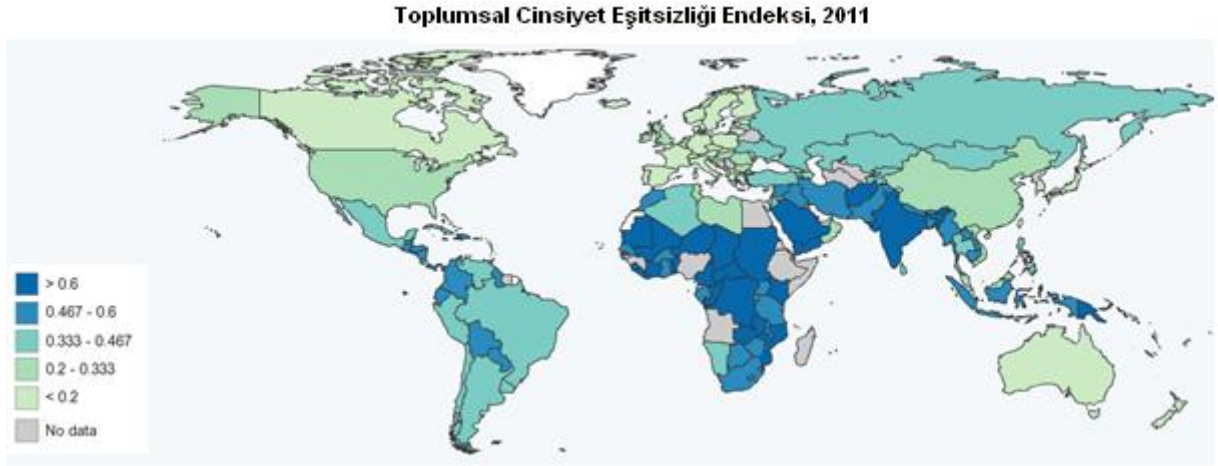 Toplumsal Cinsiyet Eşitsizliği Endeksi, 2011
> 0.6
0.467 - 0.6
0.333 - 0.467
0.2 - 0.333
< 0.2
No data